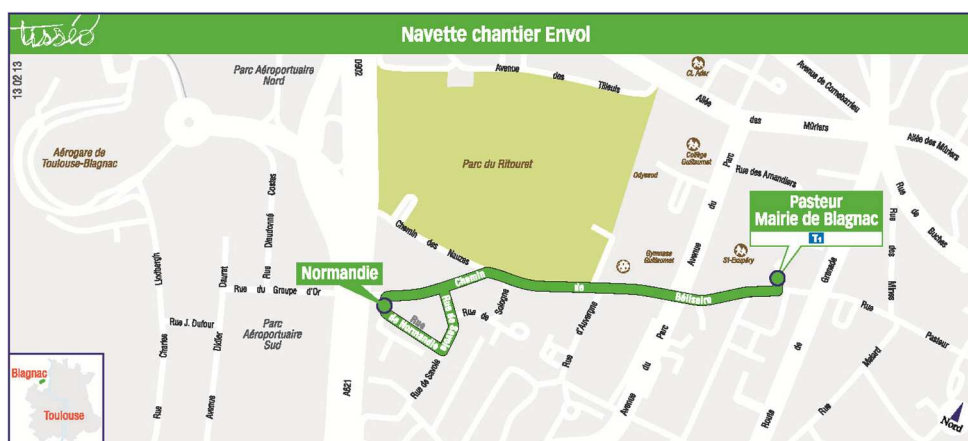 tisséo
Navette chantier Envol
13 02 13
Parc Aéroportuaire
Nord
D902
Avenue des Tilleuls
CL Ader
Avenue de Cornebarrieu
Allée des Mûriers
Allée des Mûriers
Aérogare de
Toulouse-Blagnac
Parc du Ritouret
Odyssud
Collège
Guillaumet
Rue des Amandiers
Avenue du Parc
Rue de Buches
Pasteur
Mairie de Blagnac
T1
Gymnase
Guillaumet
St-Exupéry
Rue des Mines
Rue Dieudonné Costes
Chemin des Nauzes
Normandie
Chemin de Bélisaire
Rue du Groupe d'Or
Rue Charles Lindbergh
Rue J. Dufour
Avenue Didier Daurat
Parc
Aéroportuaire
Sud
Rue de Normandie
Rue de Sologne
Rue de Savoie
Rue d'Auvergne
Avenue du Parc
Route de Grenade
Rue Pasteur
A621
Blagnac
Toulouse
Nord